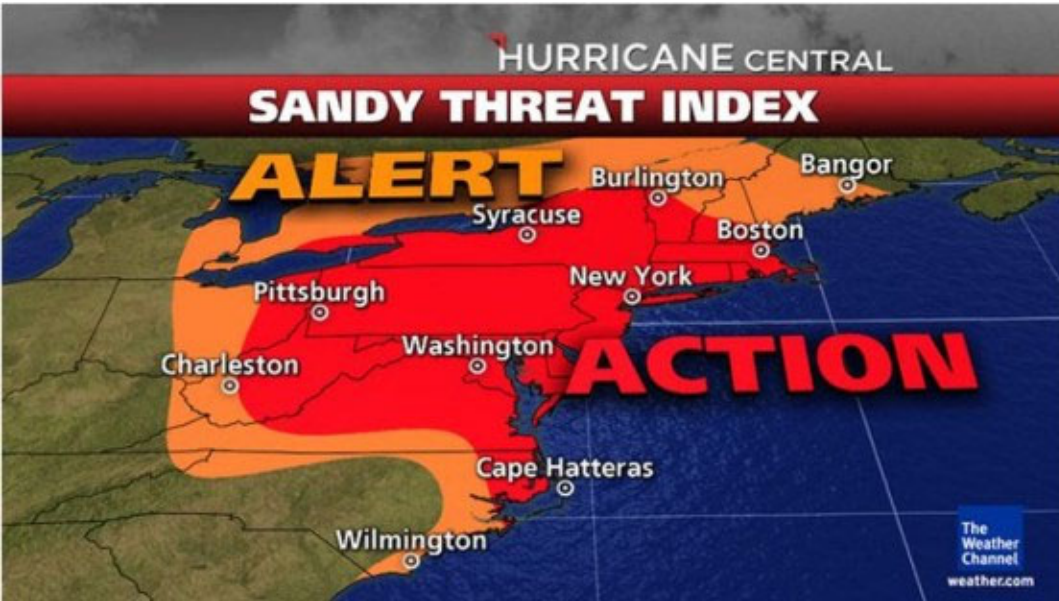 HURRICANE CENTRAL
SANDY THREAT INDEX
ALERT
Bangor
Burlington
Syracuse
Boston
New York
Pittsburgh
Washington
ACTION
Charleston
Cape Hatteras
Wilmington
The
Weather
Channel
weather.com